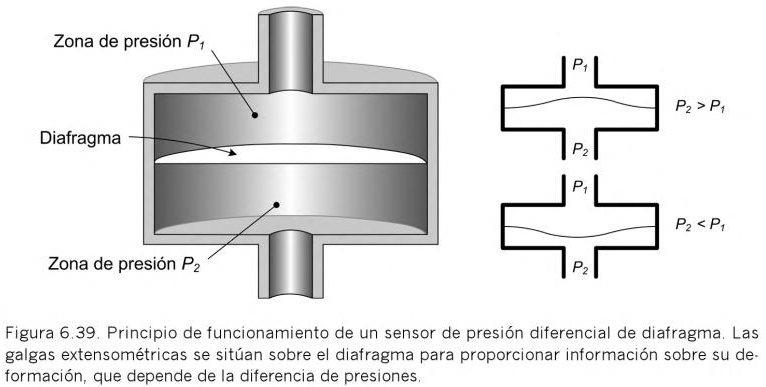 Zona de presión P1
Diafragma
Zona de presión P2
P1
P2 > P1
P2
P1
P2 < P1
P2
Figura 6.39. Principio de funcionamiento de un sensor de presión diferencial de diafragma. Las
galgas extensométricas se sitúan sobre el diafragma para proporcionar información sobre su de-
formación, que depende de la diferencia de presiones.